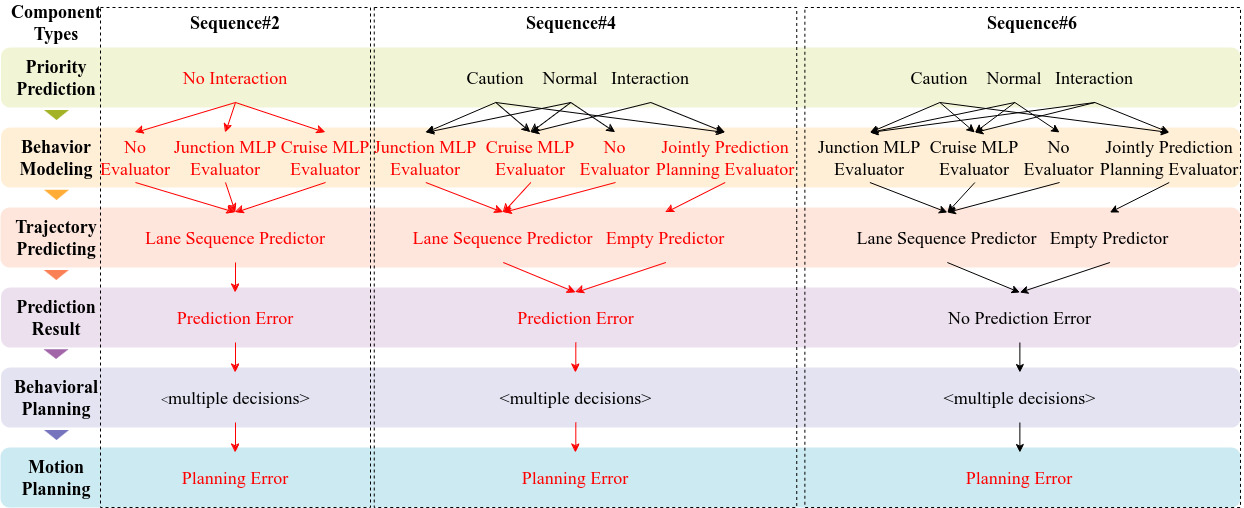 Component Types Sequence#2 Sequence#4 Sequence#6
Priority Prediction No Interaction Caution Normal Interaction Caution Normal Interaction
Behavior Modeling No Evaluator Junction MLP Evaluator Cruise MLP Evaluator Junction MLP Evaluator Cruise MLP Evaluator No Evaluator Jointly Prediction Planning Evaluator Junction MLP Evaluator Cruise MLP Evaluator No Evaluator Jointly Prediction Planning Evaluator
Trajectory Predicting Lane Sequence Predictor Lane Sequence Predictor Empty Predictor Lane Sequence Predictor Empty Predictor
Prediction Result Prediction Error Prediction Error No Prediction Error
Behavioral Planning <multiple decisions> <multiple decisions> <multiple decisions>
Motion Planning Planning Error Planning Error Planning Error